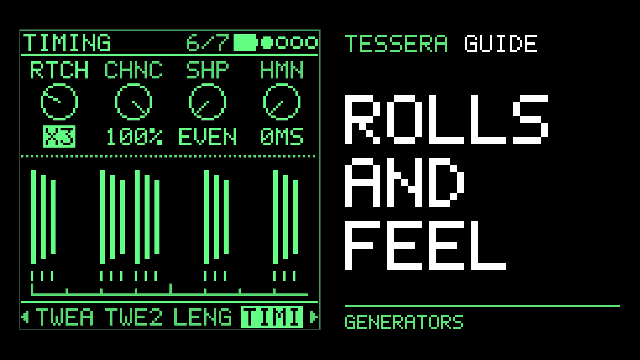 TIMING 6/7
RTCH CHNC SHP HMN
X3 100% EVEN 0MS
TWEA TWE2 LENG TIMI
TESSERA GUIDE
ROLLS
AND
FEEL
GENERATORS